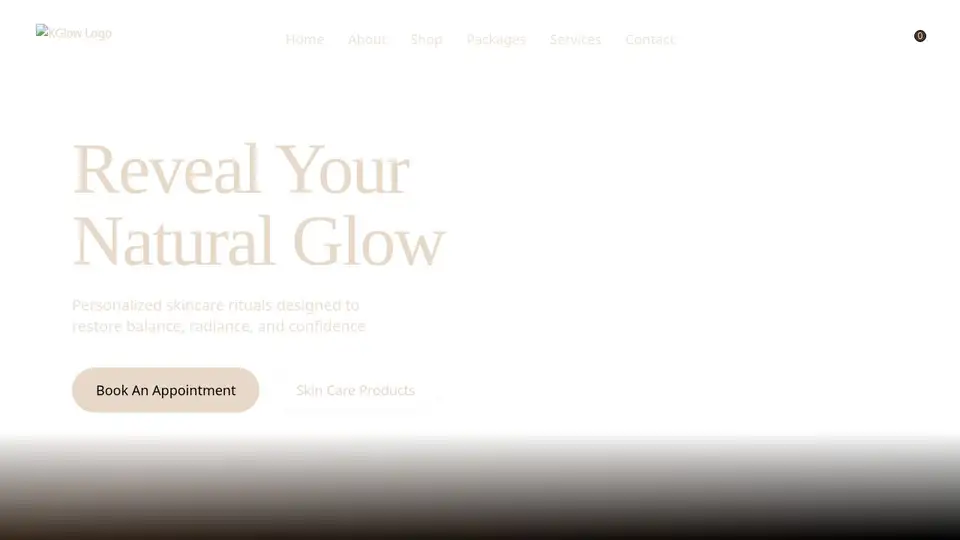 KGlow Logo
Home About Shop Packages Services Contact
0
Reveal Your
Natural Glow
Personalized skincare rituals designed to
restore balance, radiance, and confidence
Book An Appointment
Skin Care Products